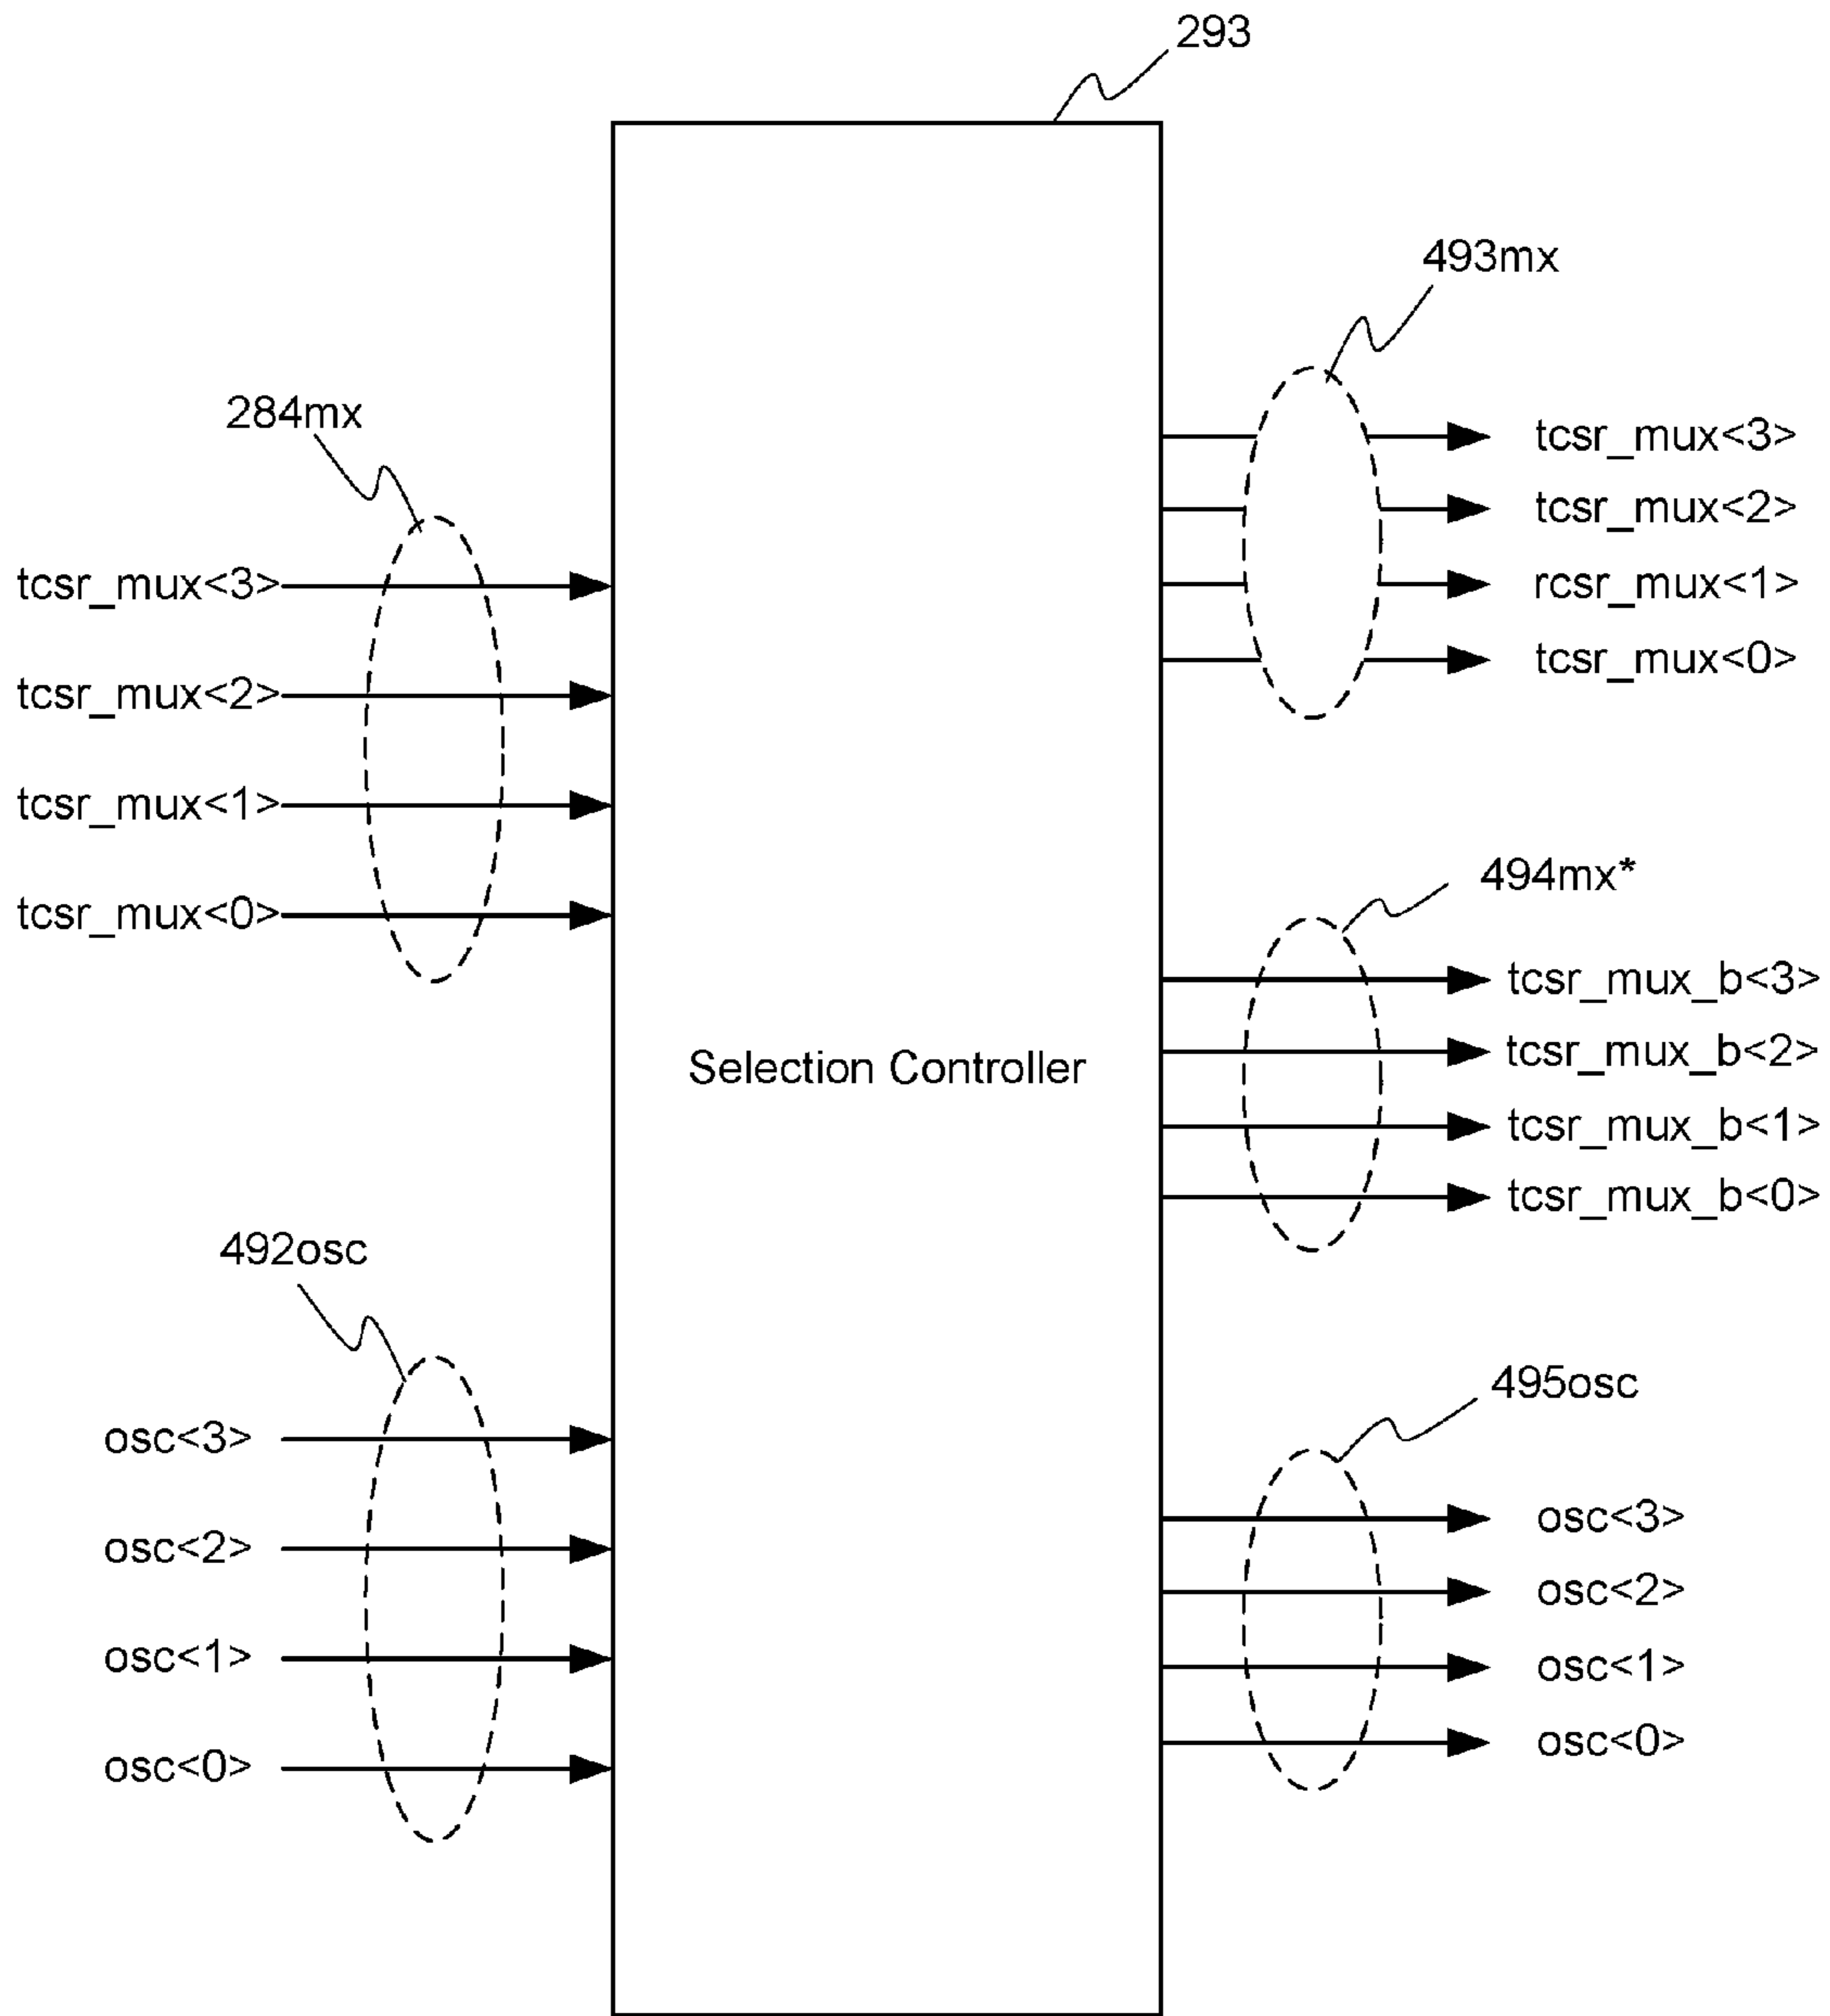 293
493mx
284mx
tcsr_mux<3>
tcsr_mux<2>
rcsr_mux<1>
tcsr_mux<0>
tcsr_mux<3>
tcsr_mux<2>
tcsr_mux<1>
tcsr_mux<0>
494mx*
tcsr_mux_b<3>
tcsr_mux_b<2>
tcsr_mux_b<1>
tcsr_mux_b<0>
Selection Controller
492osc
495osc
osc<3>
osc<2>
osc<1>
osc<0>
osc<3>
osc<2>
osc<1>
osc<0>